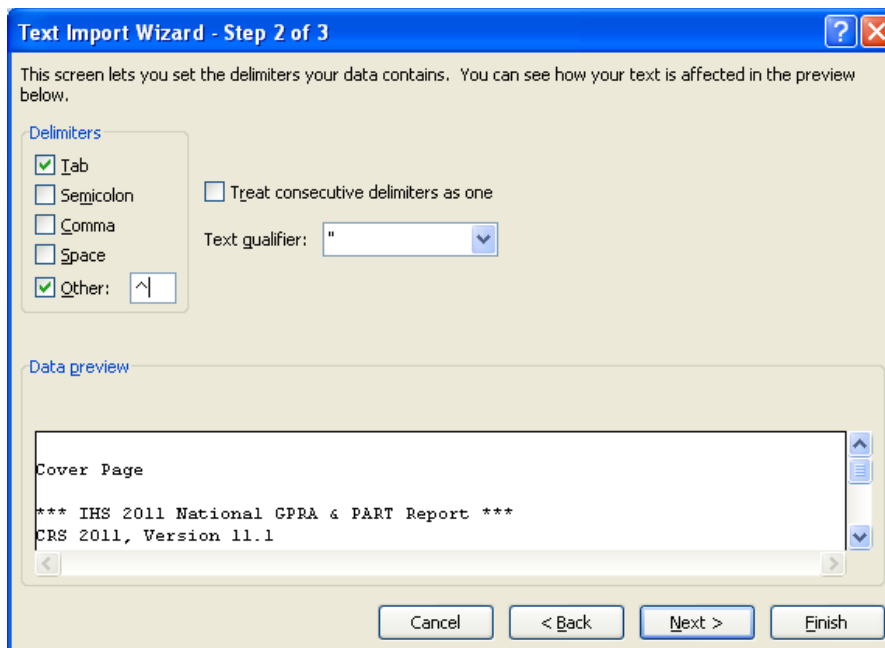 Text Import Wizard - Step 2 of 3
This screen lets you set the delimiters your data contains. You can see how your text is affected in the preview
below.
Delimiters
Tab
Semicolon
Comma
Space
Other: ^
Treat consecutive delimiters as one
Text qualifier: "
Data preview
Cover Page
*** IHS 2011 National GPRA & PART Report ***
CRS 2011, Version 11.1
Cancel
< Back
Next >
Finish